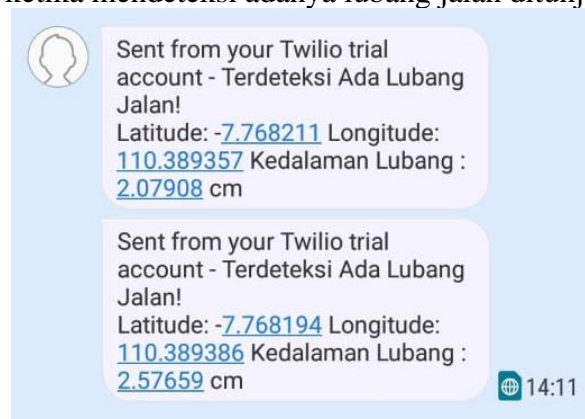 ketika mendeteksi adanya lubang jalan ditunj
Sent from your Twilio trial
account - Terdeteksi Ada Lubang
Jalan!
Latitude: -7.768211 Longitude:
110.389357 Kedalaman Lubang :
2.07908 cm
Sent from your Twilio trial
account - Terdeteksi Ada Lubang
Jalan!
Latitude: -7.768194 Longitude:
110.389386 Kedalaman Lubang :
2.57659 cm
14:11